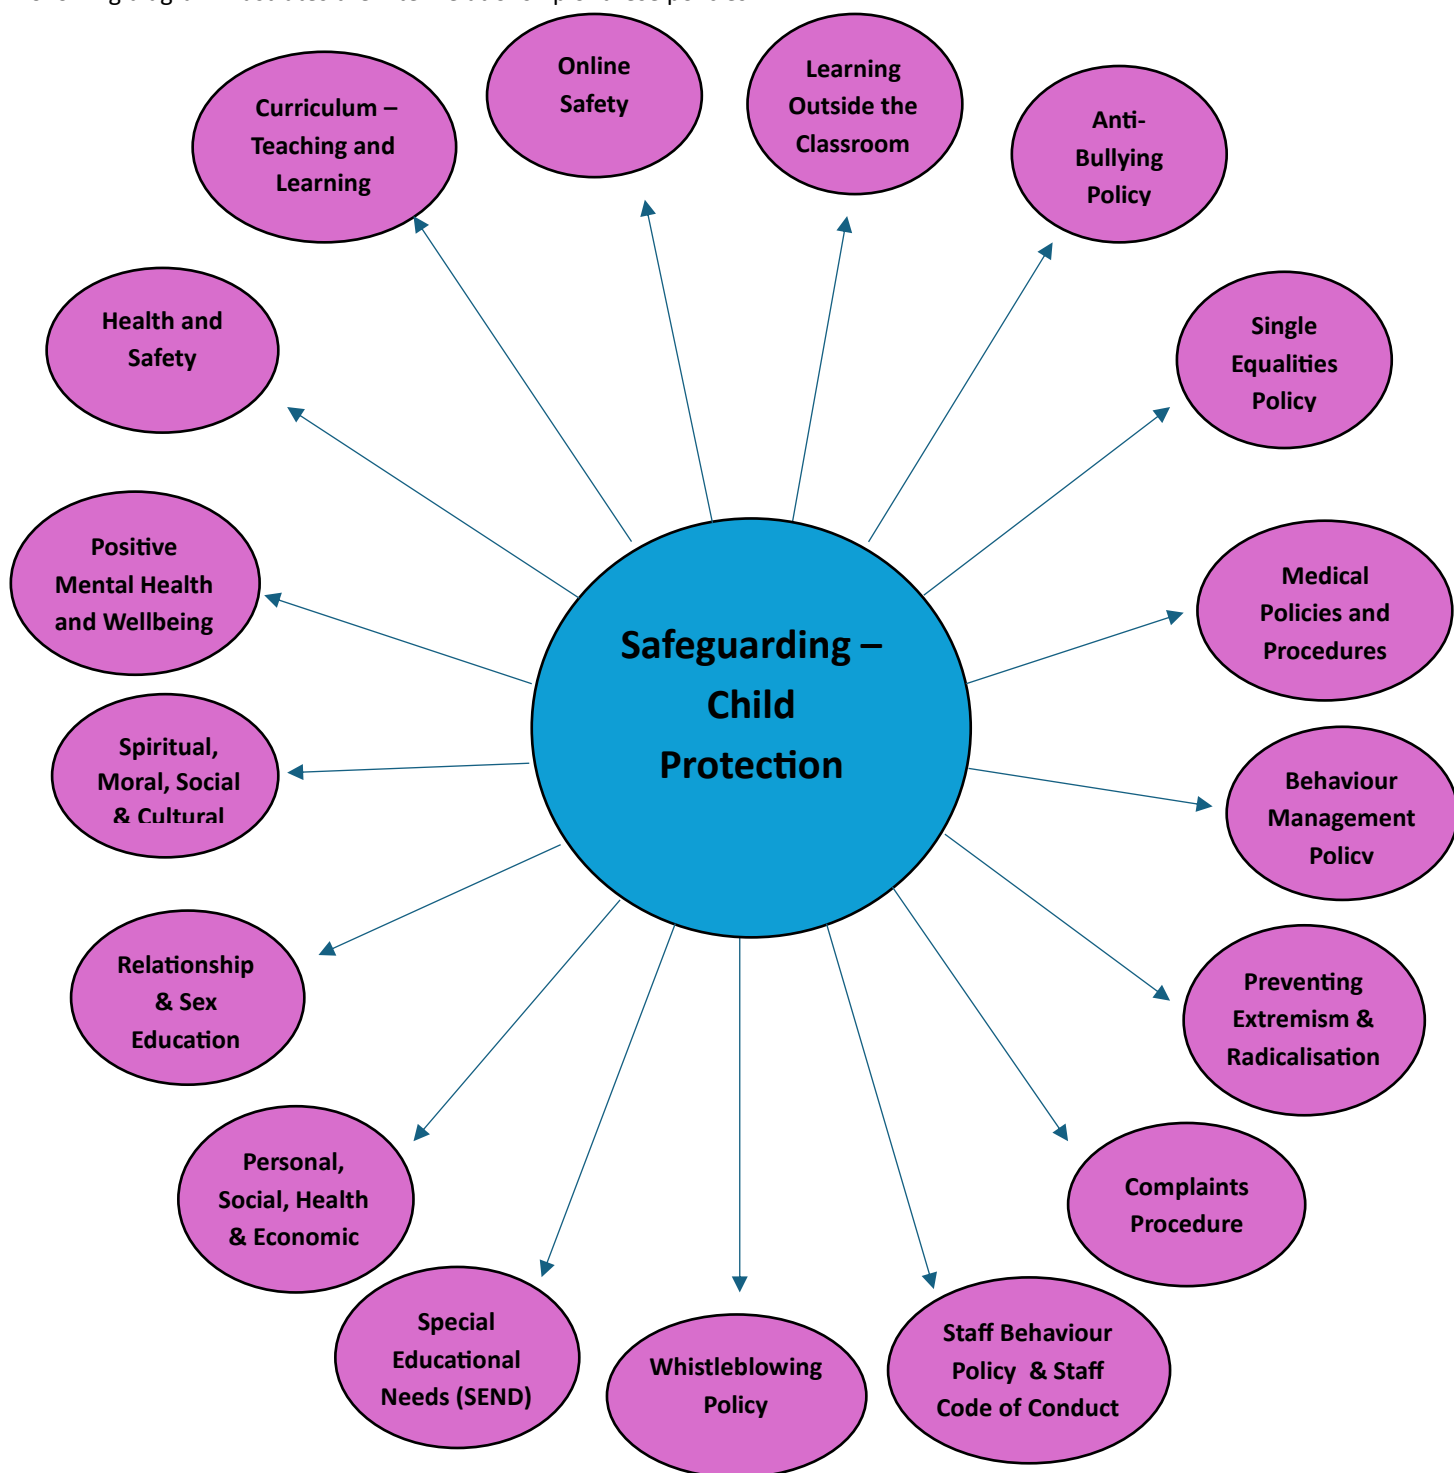 Online
Safety
Learning
Outside the
Classroom
Curriculum –
Teaching and
Learning
Anti-
Bullying
Policy
Health and
Safety
Single
Equalities
Policy
Positive
Mental Health
and Wellbeing
Medical
Policies and
Procedures
Safeguarding –
Child
Protection
Spiritual,
Moral, Social
& Cultural
Behaviour
Management
Policy
Relationship
& Sex
Education
Preventing
Extremism &
Radicalisation
Personal,
Social, Health
& Economic
Complaints
Procedure
Special
Educational
Needs (SEND)
Whistleblowing
Policy
Staff Behaviour
Policy & Staff
Code of Conduct